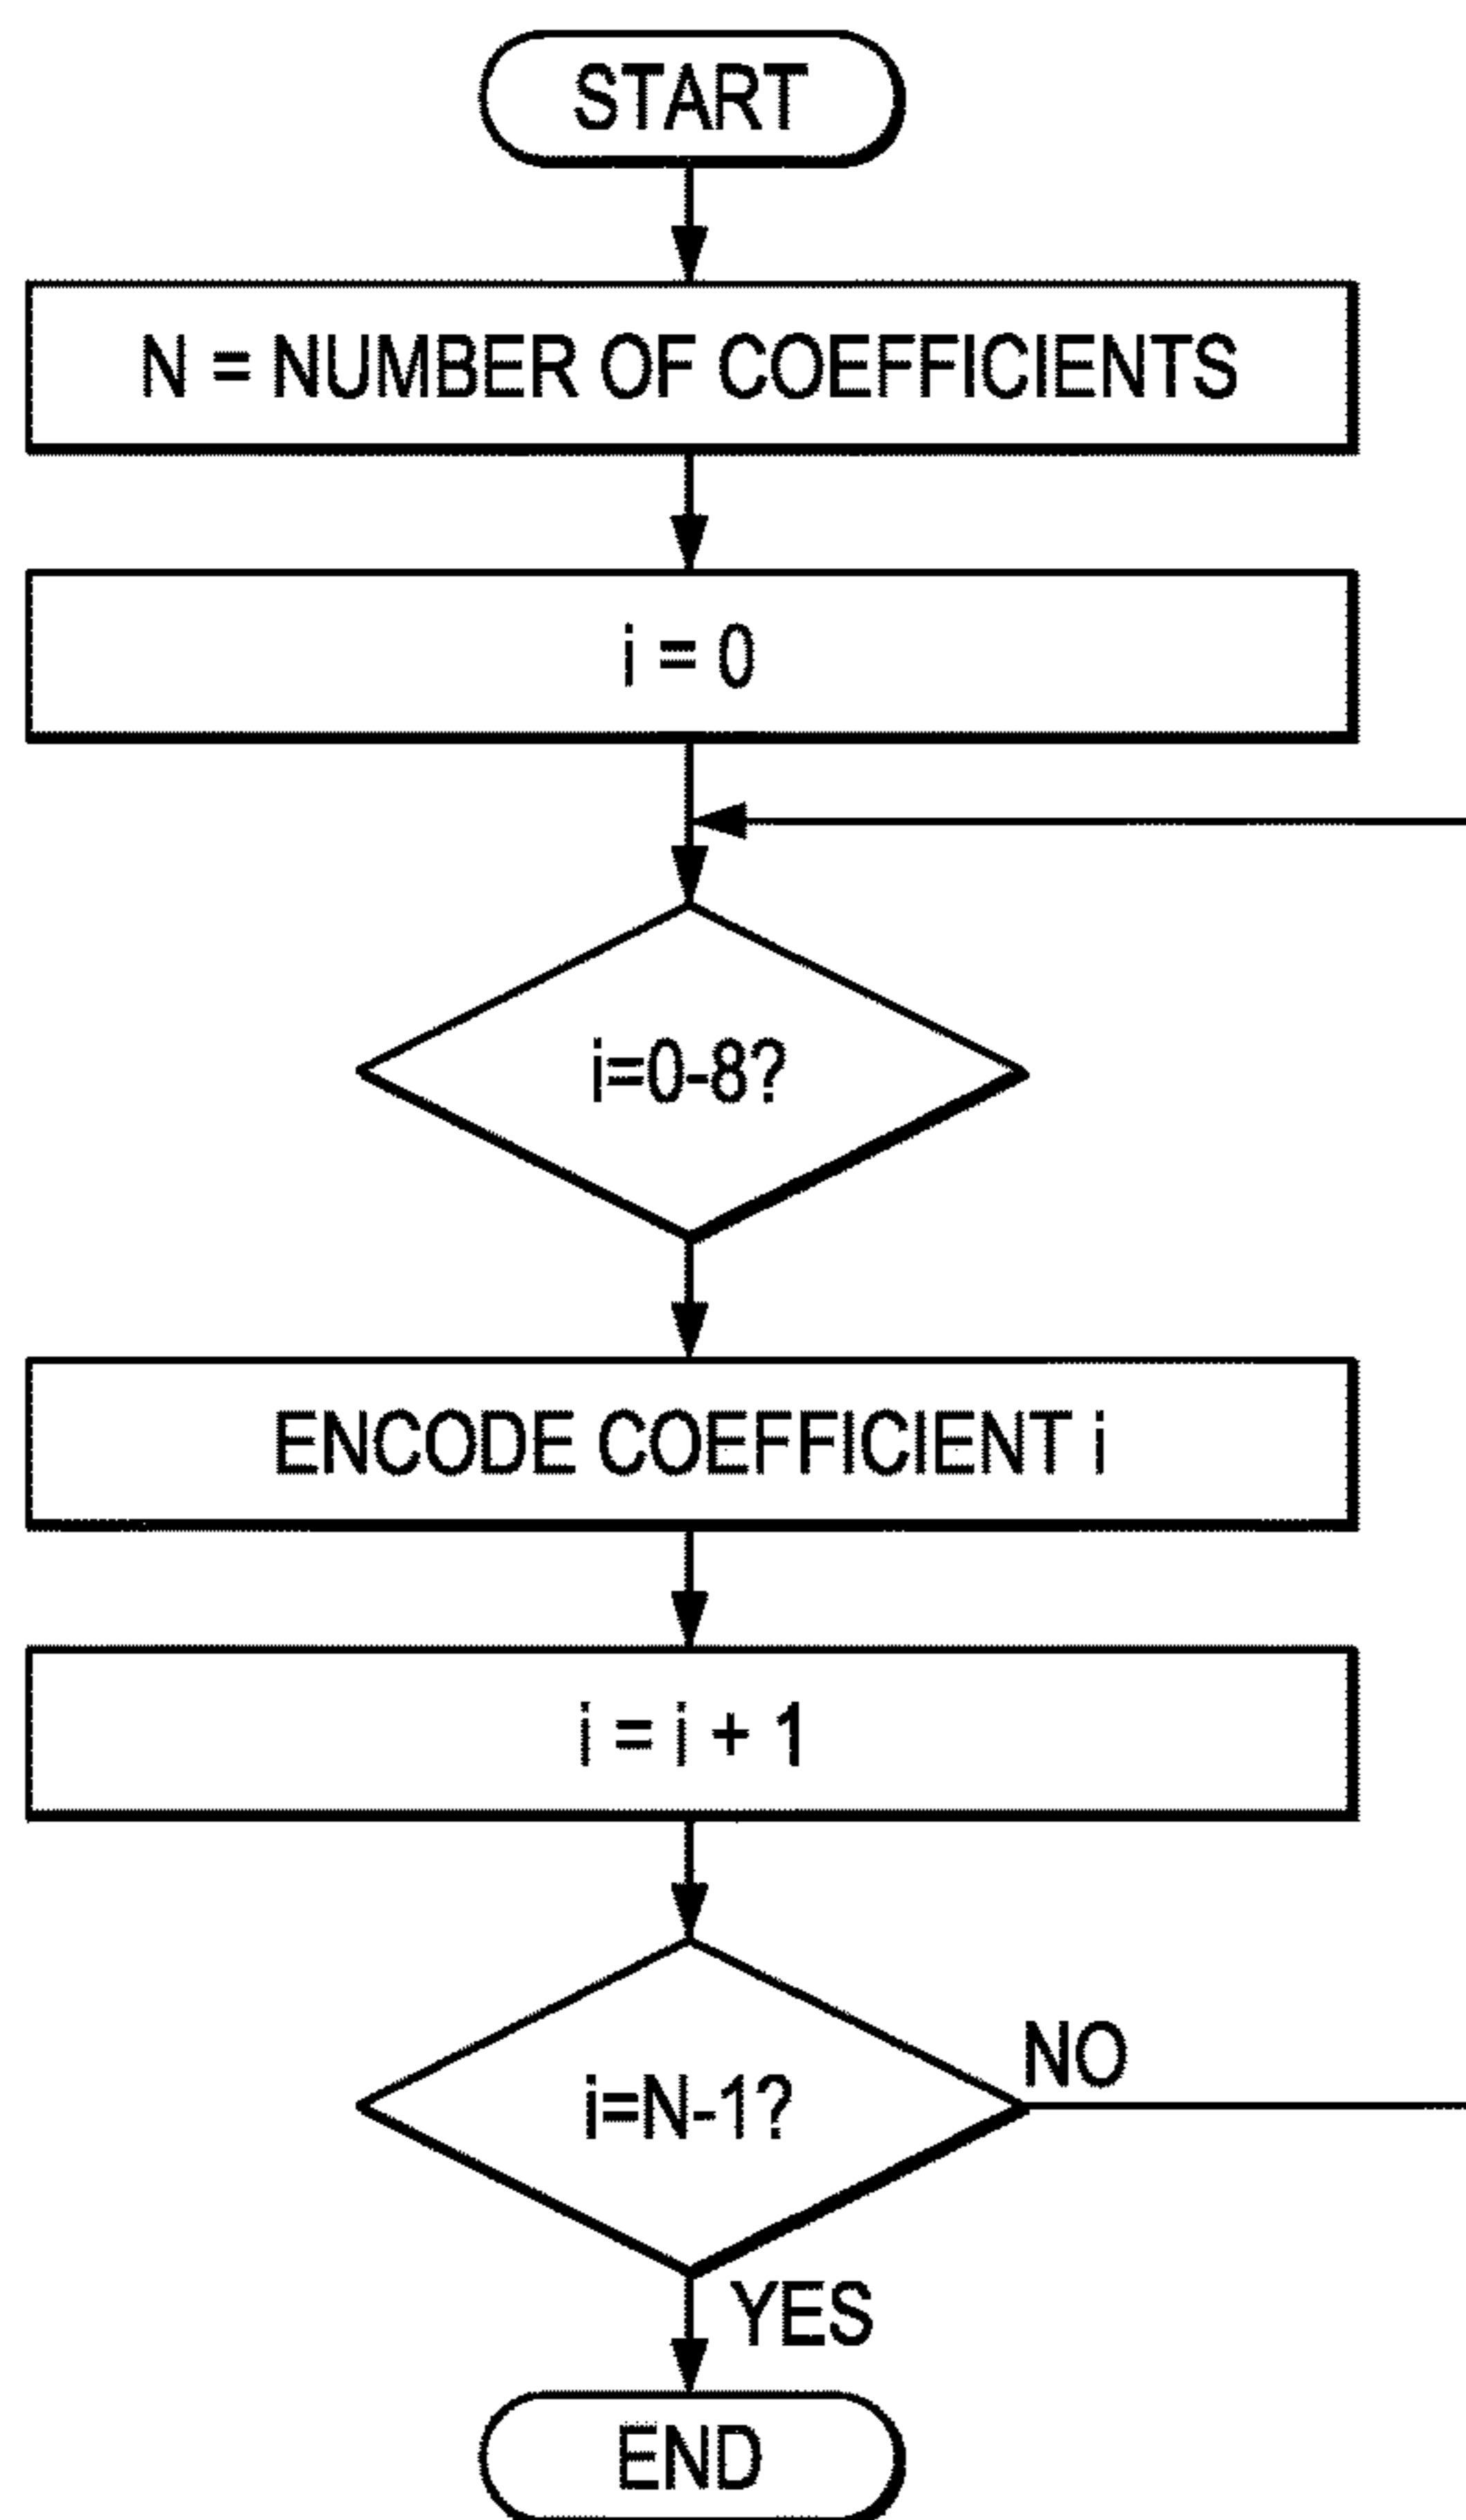 START
N = NUMBER OF COEFFICIENTS
i = 0
i=0-8?
ENCODE COEFFICIENT i
i = i + 1
i=N-1?
NO
YES
END